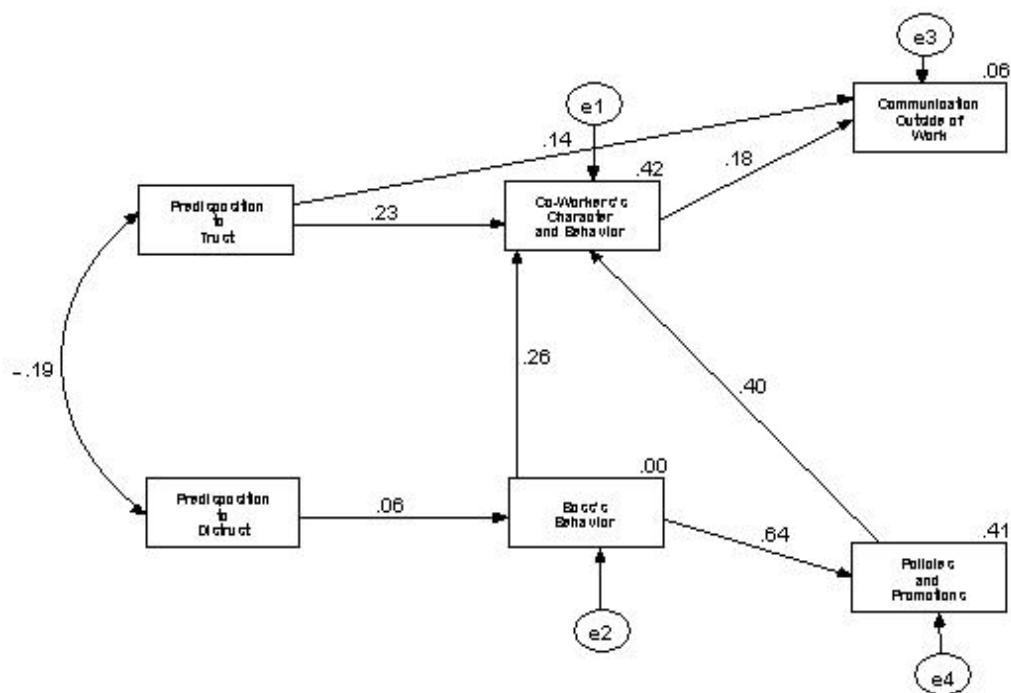 e3
.06
Communication
Outside of
Work
e1
.14
.42
.18
Co-Workers's
Character
and Behavior
Predisposition
to
Trust
.23
-.19
.26
.40
.00
Predisposition
to
Distrust
.06
Boss's
Behavior
.64
.41
Policies
and
Promotions
e2
e4